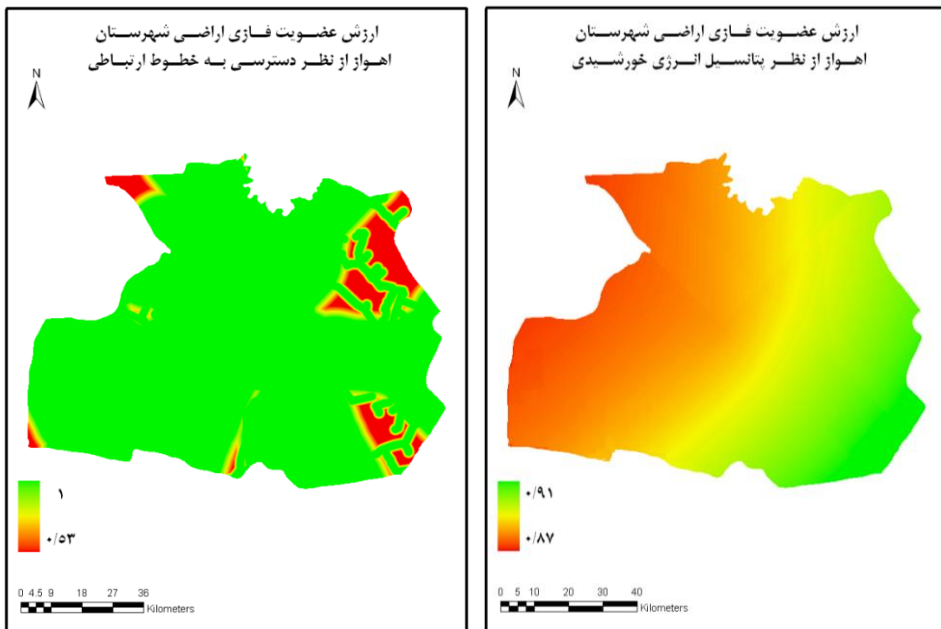 ارزش عضویت فازی اراضی شهرستان
اهواز از نظر دسترسی به خطوط ارتباطی
N
۱
۰/۵۳
0 4.5 9 18 27 36
Kilometers
ارزش عضویت فازی اراضی شهرستان
اهواز از نظر پتانسیل انرژی خورشیدی
N
۰/۹۱
۰/۸۷
0 5 10 20 30 40
Kilometers